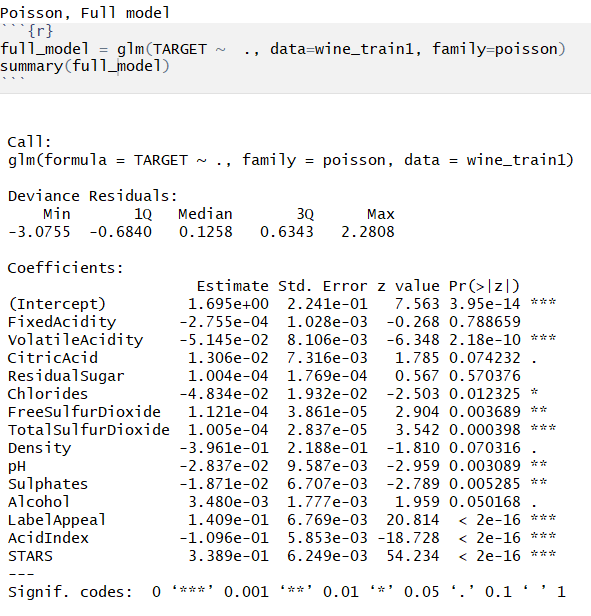 Poisson, Full model
```{r}
full_model = glm(TARGET ~  ., data=wine_train1, family=poisson)
summary(full_model)
```
Call:
glm(formula = TARGET ~ ., family = poisson, data = wine_train1)
Deviance Residuals:
    Min       1Q   Median       3Q      Max
-3.0755  -0.6840   0.1258   0.6343   2.2808
Coefficients:
                     Estimate Std. Error z value Pr(>|z|)
(Intercept)         1.695e+00  2.241e-01   7.563 3.95e-14 ***
FixedAcidity       -2.755e-04  1.028e-03  -0.268 0.788659
VolatileAcidity    -5.145e-02  8.106e-03  -6.348 2.18e-10 ***
CitricAcid          1.306e-02  7.316e-03   1.785 0.074232 .
ResidualSugar       1.004e-04  1.769e-04   0.567 0.570376
Chlorides          -4.834e-02  1.932e-02  -2.503 0.012325 *
FreeSulfurDioxide   1.121e-04  3.861e-05   2.904 0.003689 **
TotalSulfurDioxide  1.005e-04  2.837e-05   3.542 0.000398 ***
Density            -3.961e-01  2.188e-01  -1.810 0.070316 .
pH                 -2.837e-02  9.587e-03  -2.959 0.003089 **
Sulphates          -1.871e-02  6.707e-03  -2.789 0.005285 **
Alcohol             3.480e-03  1.777e-03   1.959 0.050168 .
LabelAppeal         1.409e-01  6.769e-03  20.814  < 2e-16 ***
AcidIndex          -1.096e-01  5.853e-03 -18.728  < 2e-16 ***
STARS               3.389e-01  6.249e-03  54.234  < 2e-16 ***
---
Signif. codes:  0 ‘***’ 0.001 ‘**’ 0.01 ‘*’ 0.05 ‘.’ 0.1 ‘ ’ 1